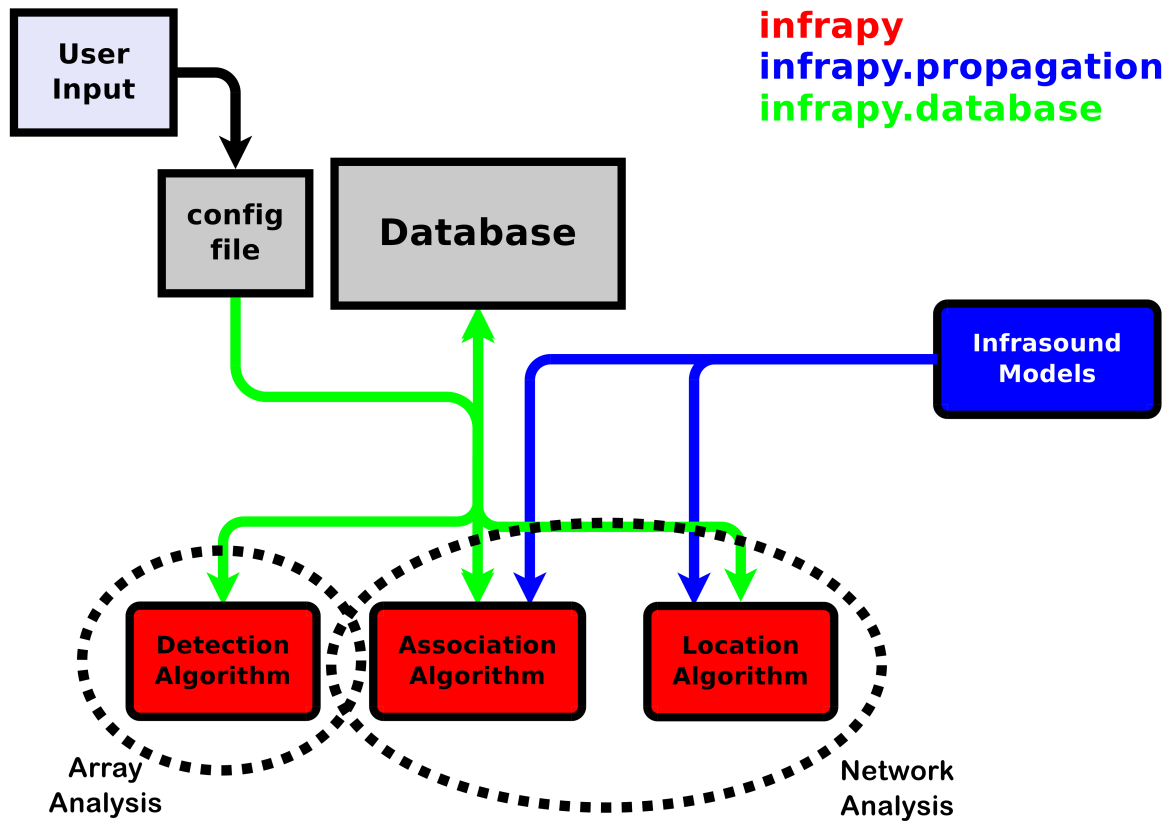 User
Input
infrapy
infrapy.propagation
infrapy.database
config
file
Database
Infrasound
Models
Detection
Algorithm
Association
Algorithm
Location
Algorithm
Array
Analysis
Network
Analysis